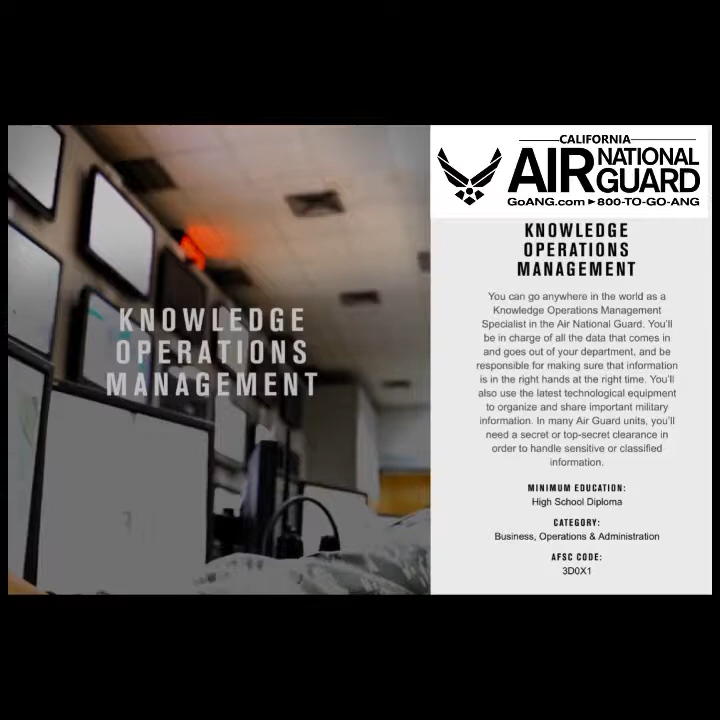 KNOWLEDGE
OPERATIONS
MANAGEMENT
CALIFORNIA
AIR NATIONAL
GUARD
GoANG.com ▸ 800-TO-GO-ANG
KNOWLEDGE
OPERATIONS
MANAGEMENT
You can go anywhere in the world as a
Knowledge Operations Management
Specialist in the Air National Guard. You'll
be in charge of all the data that comes in
and goes out of your department, and be
responsible for making sure that information
is in the right hands at the right time. You'll
also use the latest technological equipment
to organize and share important military
information. In many Air Guard units, you'll
need a secret or top-secret clearance in
order to handle sensitive or classified
information.
MINIMUM EDUCATION:
High School Diploma
CATEGORY:
Business, Operations & Administration
AFSC CODE:
3D0X1